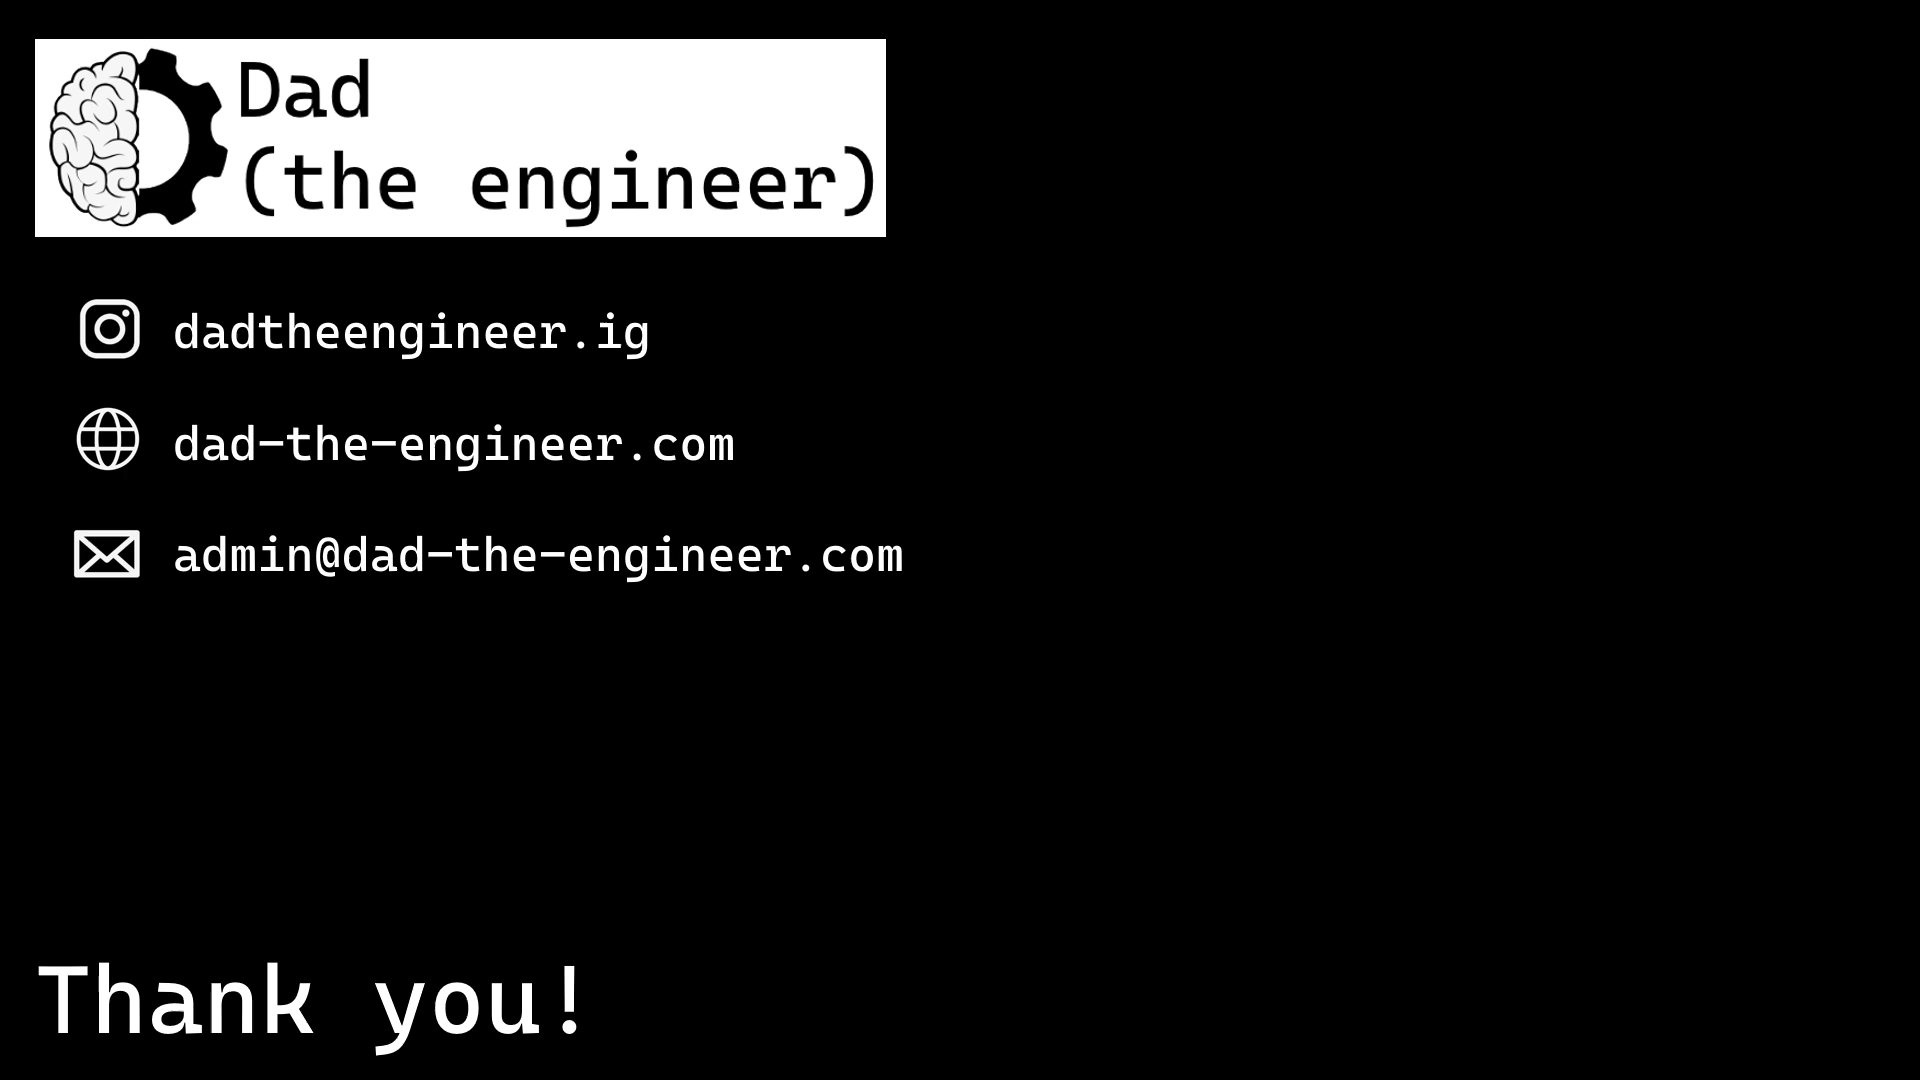 Dad
(the engineer)
dadtheengineer.ig
dad-the-engineer.com
admin@dad-the-engineer.com
Thank you!